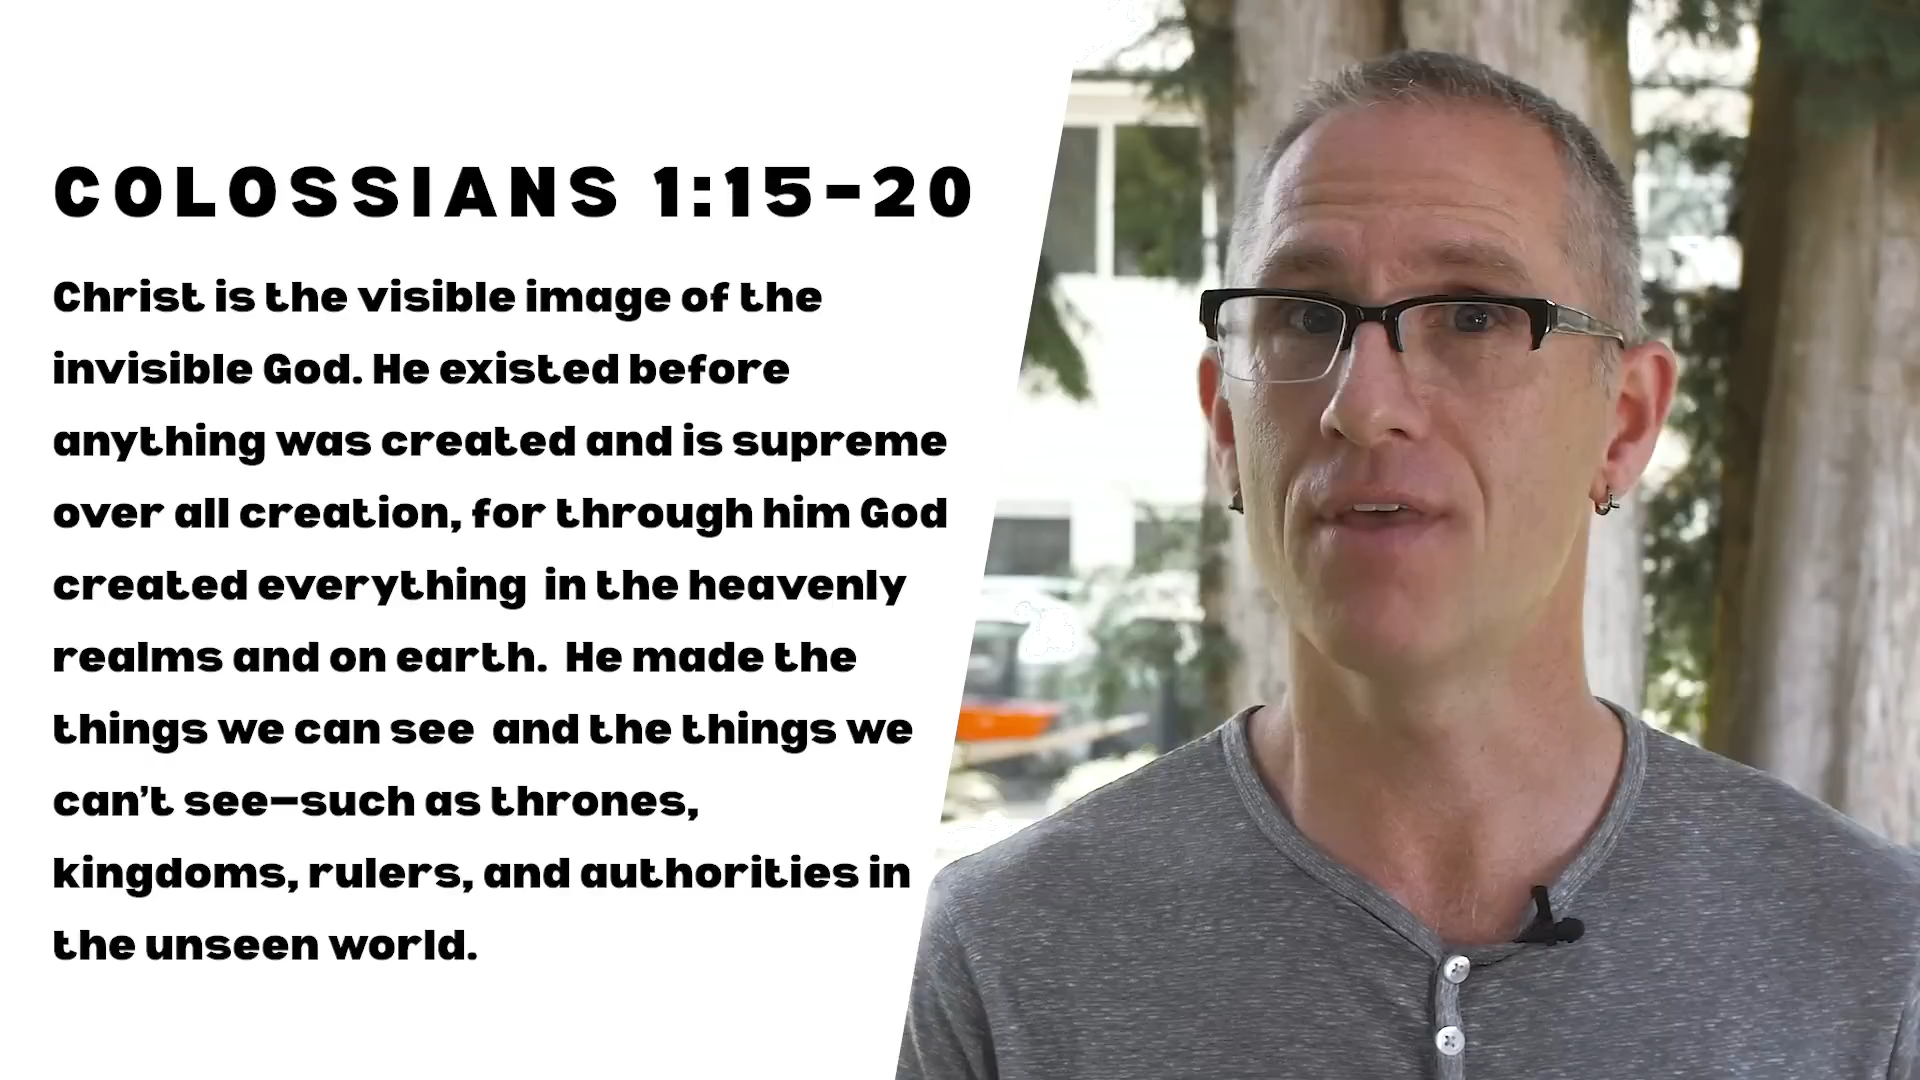 COLOSSIANS 1:15-20
Christ is the visible image of the
invisible God. He existed before
anything was created and is supreme
over all creation, for through him God
created everything in the heavenly
realms and on earth. He made the
things we can see and the things we
can't see—such as thrones,
kingdoms, rulers, and authorities in
the unseen world.